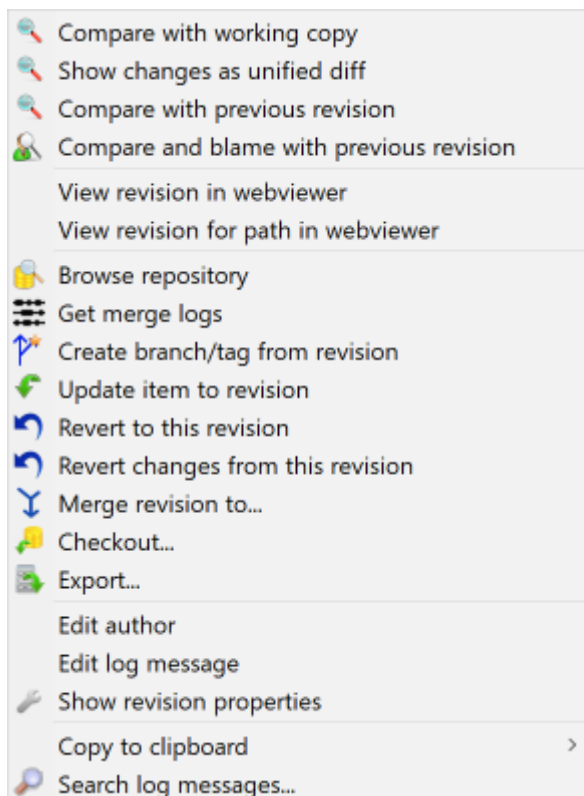 Compare with working copy
Show changes as unified diff
Compare with previous revision
Compare and blame with previous revision
View revision in webviewer
View revision for path in webviewer
Browse repository
Get merge logs
Create branch/tag from revision
Update item to revision
Revert to this revision
Revert changes from this revision
Merge revision to...
Checkout...
Export...
Edit author
Edit log message
Show revision properties
Copy to clipboard
Search log messages...